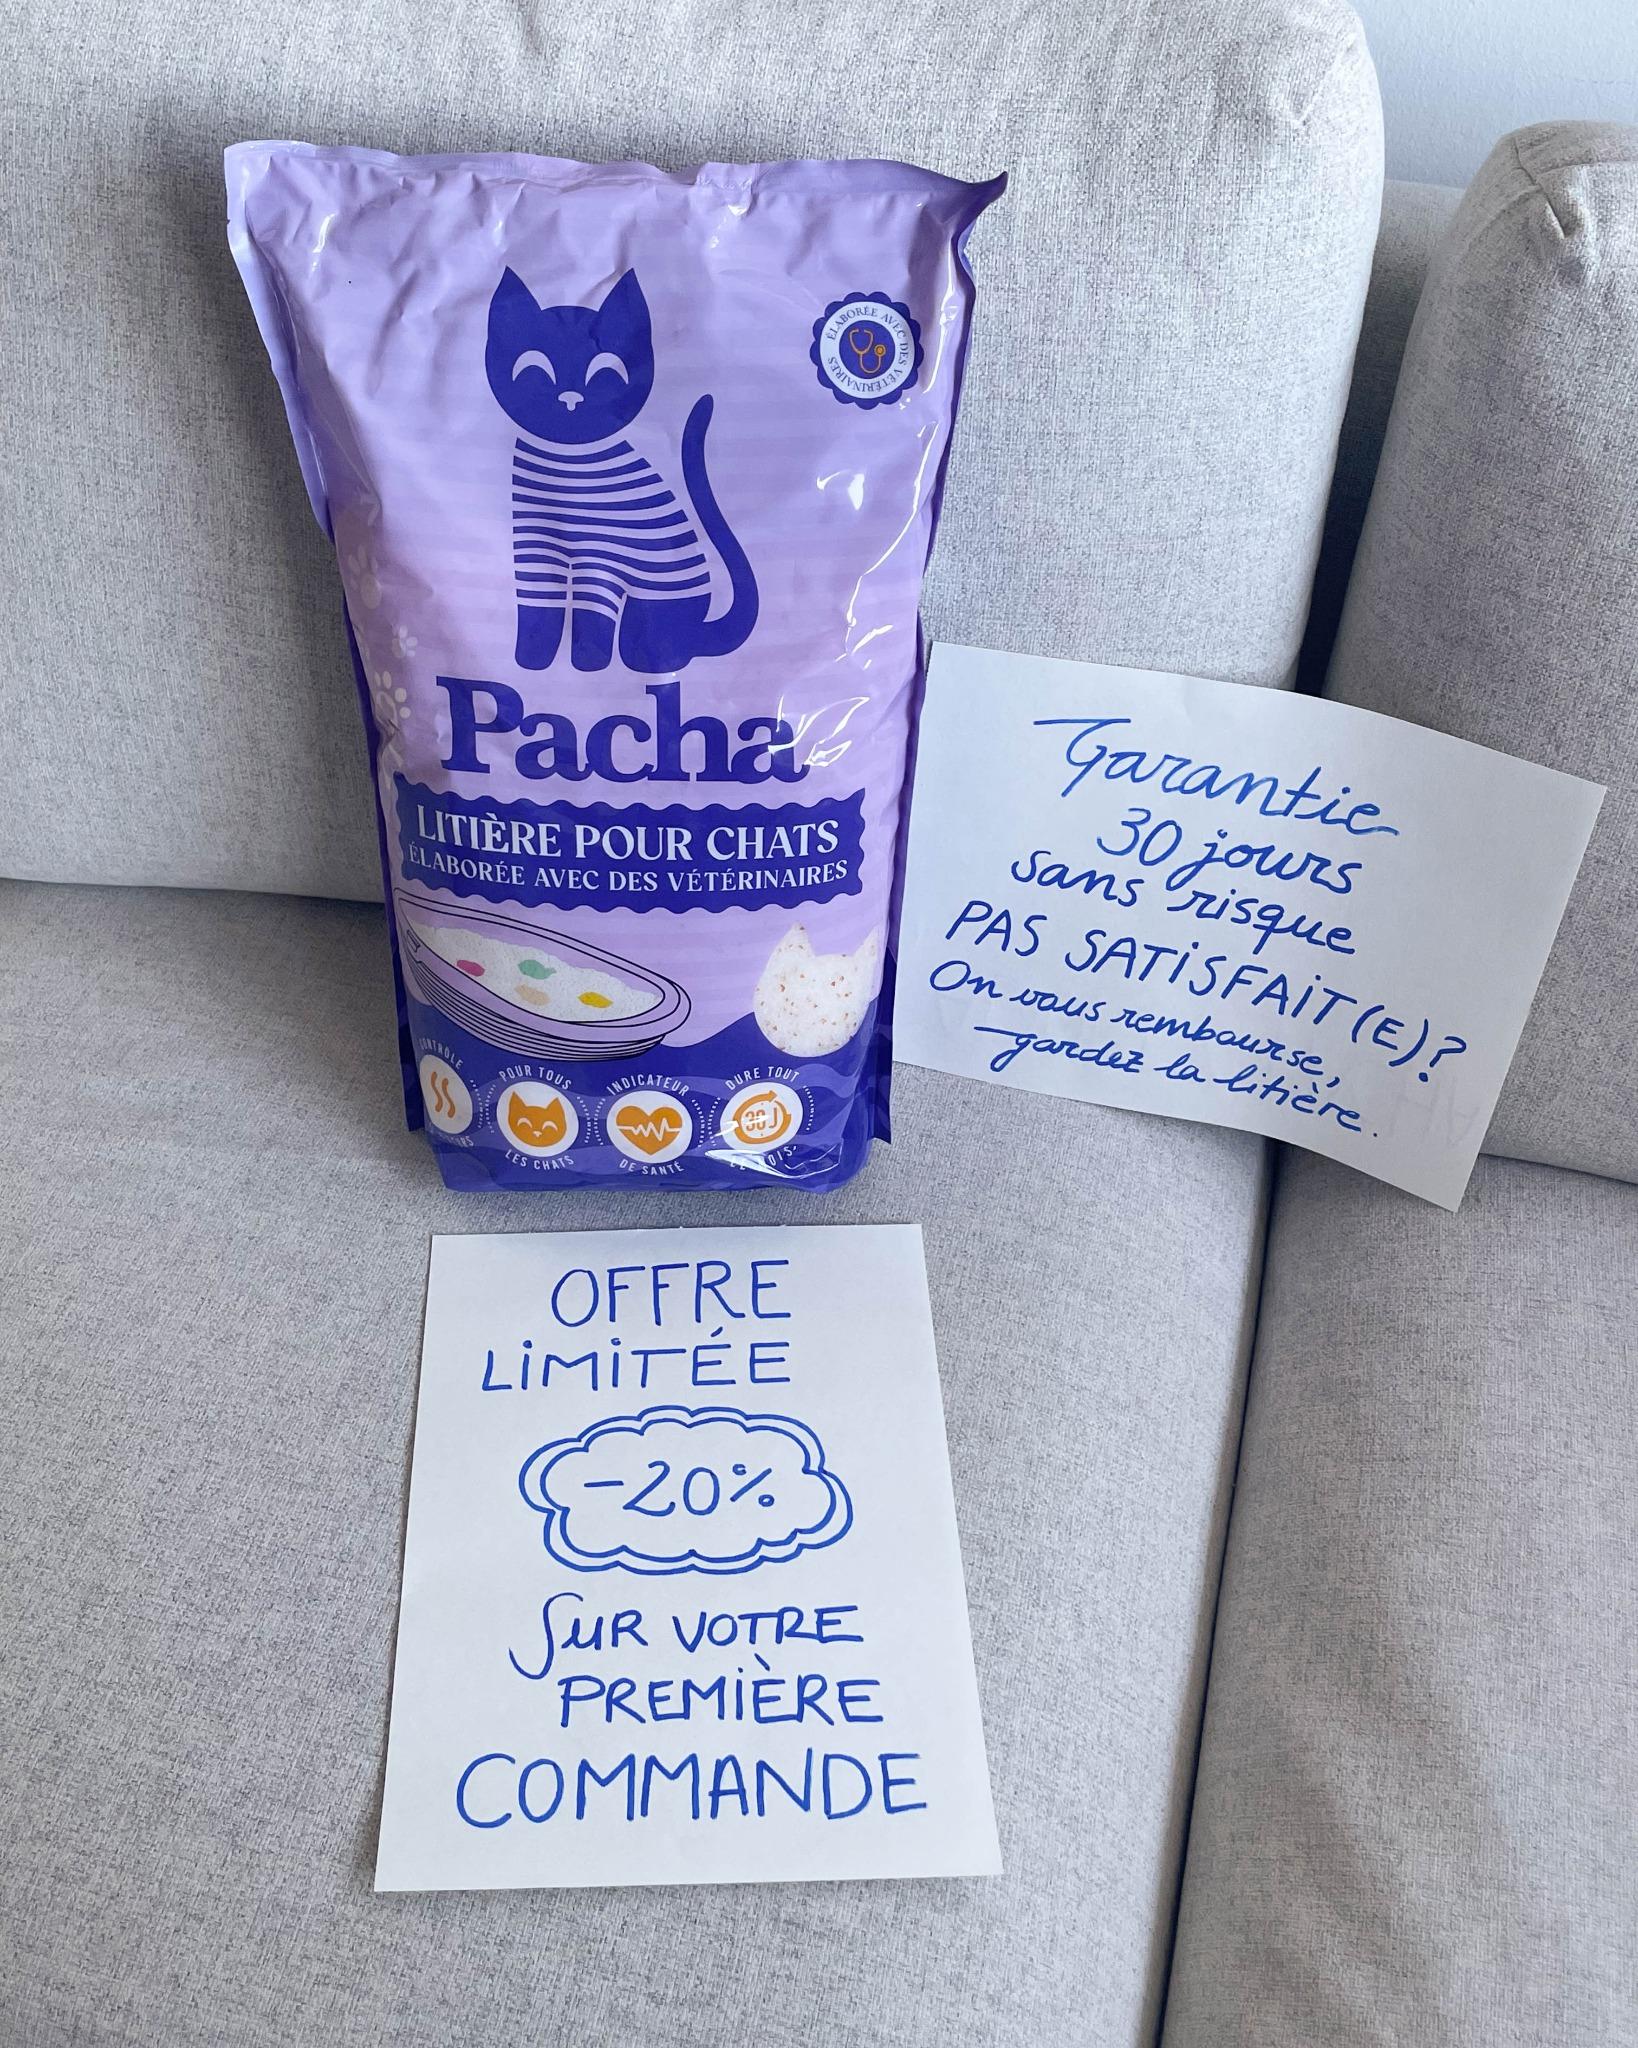 ÉLABORÉE AVEC DES VÉTÉRINAIRES
Pacha
LITIÈRE POUR CHATS
ÉLABORÉE AVEC DES VÉTÉRINAIRES
CONTRÔLE
POUR TOUS
LES CHATS
INDICATEUR
DE SANTÉ
DURE TOUT
30J
Garantie
30 jours
sans risque
PAS SATISFAIT(E)?
On vous rembourse,
gardez la litière.
OFFRE
LIMITÉE
-20%
SUR VOTRE
PREMIÈRE
COMMANDE